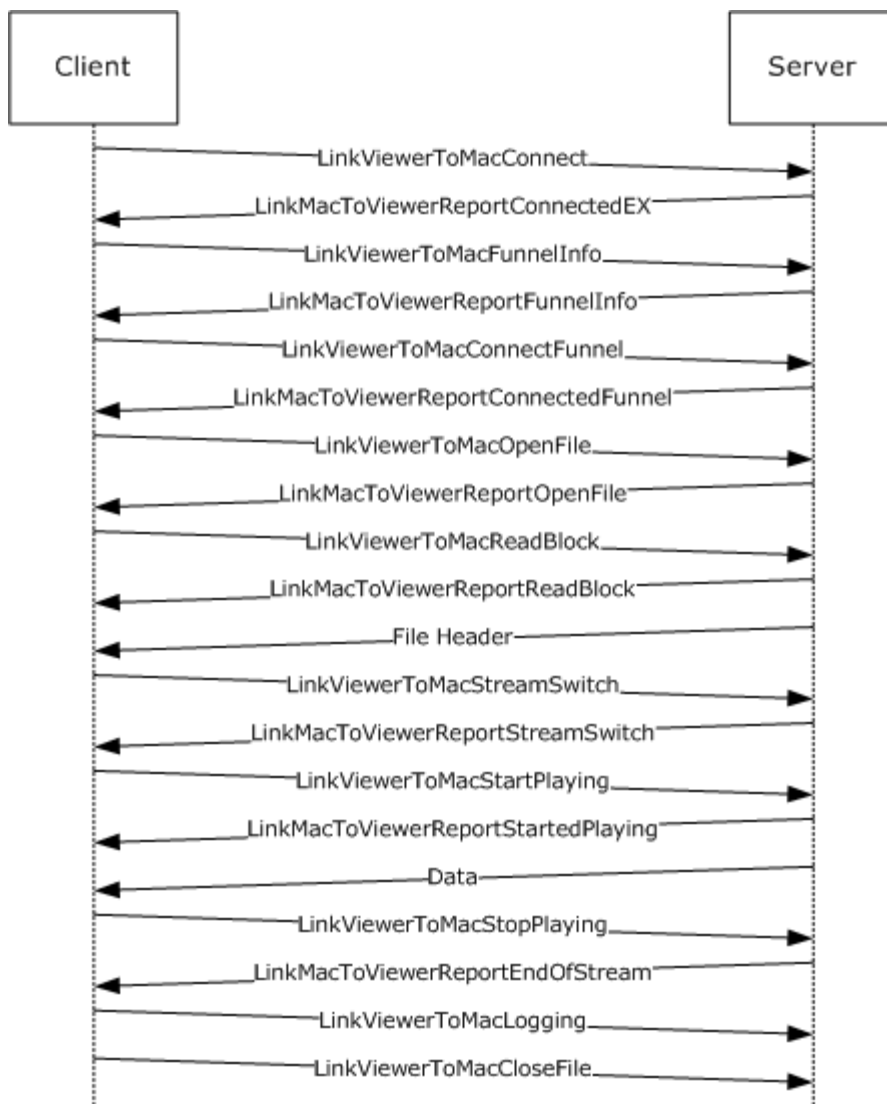 Client
Server
LinkViewerToMacConnect
LinkMacToViewerReportConnectedEX
LinkViewerToMacFunnelInfo
LinkMacToViewerReportFunnelInfo
LinkViewerToMacConnectFunnel
LinkMacToViewerReportConnectedFunnel
LinkViewerToMacOpenFile
LinkMacToViewerReportOpenFile
LinkViewerToMacReadBlock
LinkMacToViewerReportReadBlock
File Header
LinkViewerToMacStreamSwitch
LinkMacToViewerReportStreamSwitch
LinkViewerToMacStartPlaying
LinkMacToViewerReportStartedPlaying
Data
LinkViewerToMacStopPlaying
LinkMacToViewerReportEndOfStream
LinkViewerToMacLogging
LinkViewerToMacCloseFile